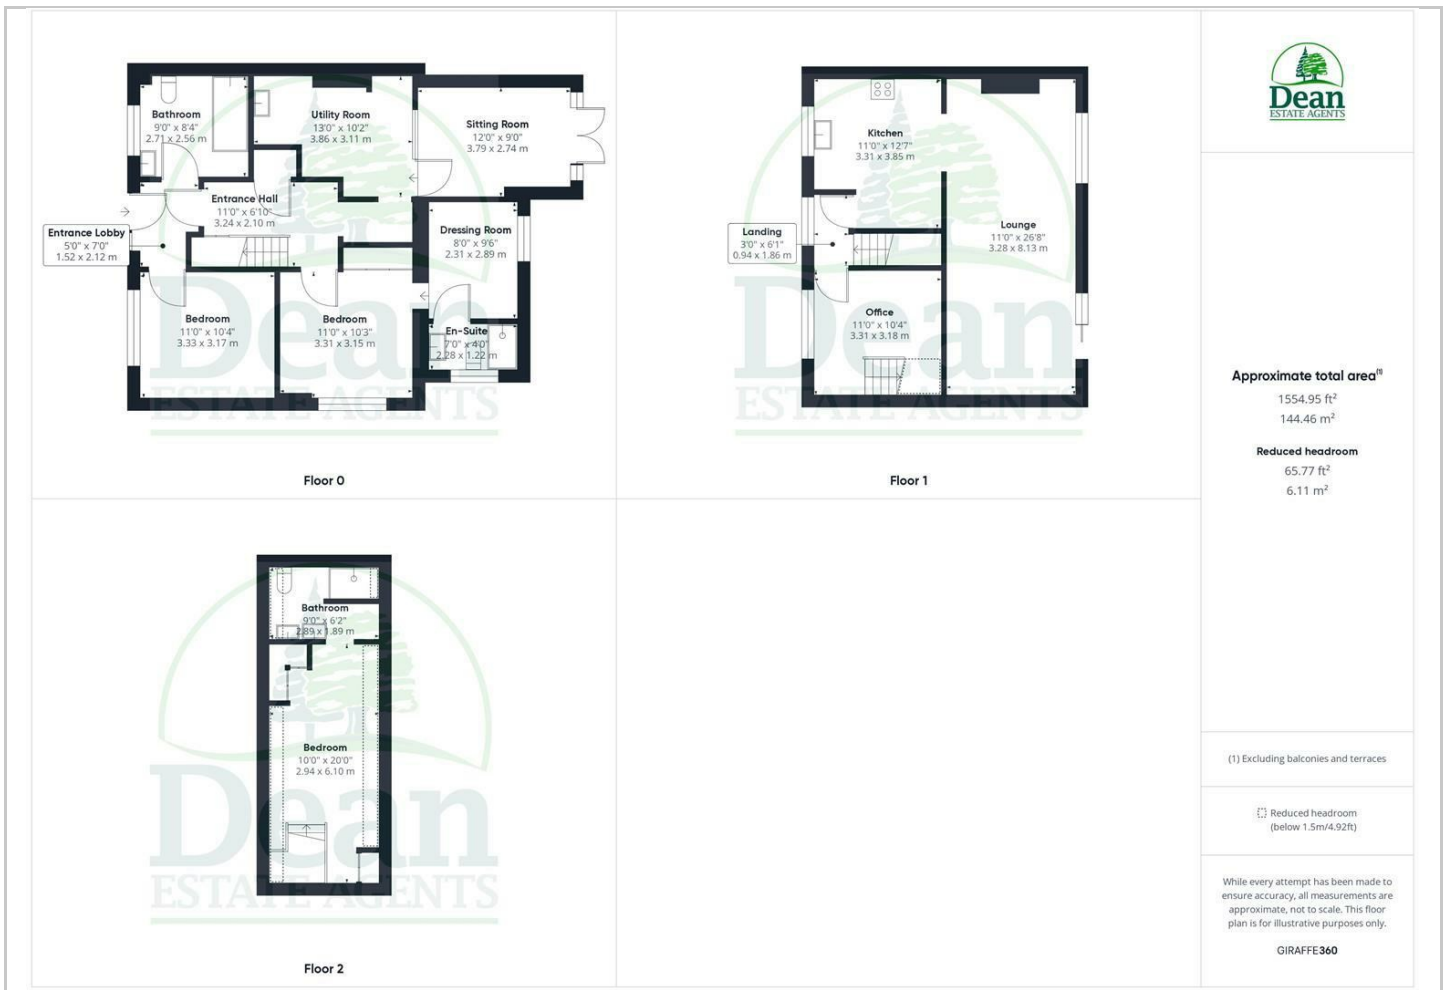 Bathroom
9'0" x 8'4"
2.71 x 2.56 m
Utility Room
13'0" x 10'2"
3.86 x 3.11 m
Sitting Room
12'0" x 9'0"
3.79 x 2.74 m
Entrance Hall
11'0" x 6'10"
3.24 x 2.10 m
Entrance Lobby
5'0" x 7'0"
1.52 x 2.12 m
Dressing Room
8'0" x 9'6"
2.31 x 2.89 m
Bedroom
11'0" x 10'4"
3.33 x 3.17 m
Bedroom
11'0" x 10'3"
3.31 x 3.15 m
En-Suite
7'0" x 4'0"
2.28 x 1.22 m
Dean
ESTATE AGENTS
Floor 0
Kitchen
11'0" x 12'7"
3.31 x 3.85 m
Landing
3'0" x 6'1"
0.94 x 1.86 m
Lounge
11'0" x 26'8"
3.28 x 8.13 m
Office
11'0" x 10'4"
3.31 x 3.18 m
Dean
ESTATE AGENTS
Floor 1
Bathroom
9'0" x 6'2"
2.89 x 1.89 m
Bedroom
10'0" x 20'0"
2.94 x 6.10 m
Dean
ESTATE AGENTS
Floor 2
Dean
ESTATE AGENTS
Approximate total area(1)
1554.95 ft²
144.46 m²
Reduced headroom
65.77 ft²
6.11 m²
(1) Excluding balconies and terraces
Reduced headroom
(below 1.5m/4.92ft)
While every attempt has been made to
ensure accuracy, all measurements are
approximate, not to scale. This floor
plan is for illustrative purposes only.
GIRAFFE360